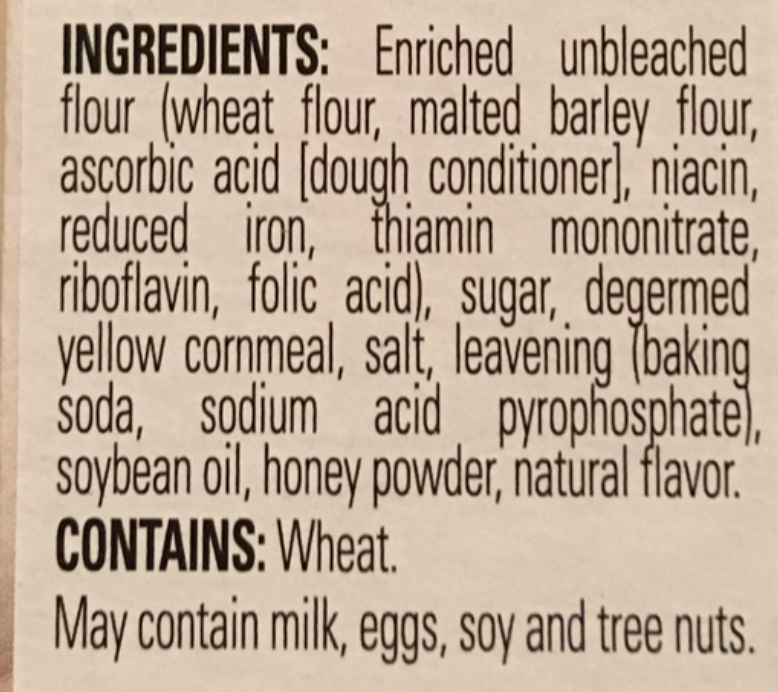 INGREDIENTS: Enriched unbleached
flour (wheat flour, malted barley flour,
ascorbic acid [dough conditioner], niacin,
reduced iron, thiamin mononitrate,
riboflavin, folic acid), sugar, degermed
yellow cornmeal, salt, leavening (baking
soda, sodium acid pyrophosphate),
soybean oil, honey powder, natural flavor.
CONTAINS: Wheat.
May contain milk, eggs, soy and tree nuts.